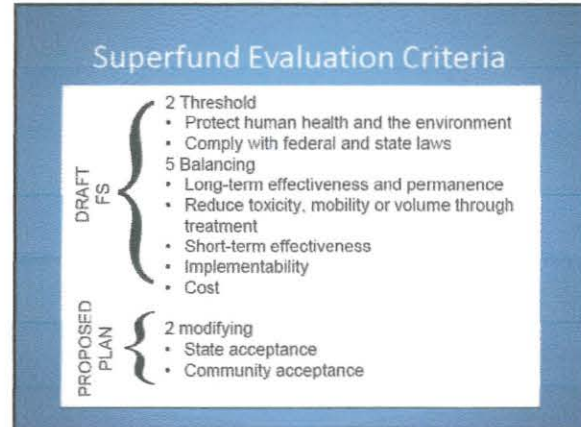 Superfund Evaluation Criteria
DRAFT
FS
2 Threshold
• Protect human health and the environment
• Comply with federal and state laws
5 Balancing
• Long-term effectiveness and permanence
• Reduce toxicity, mobility or volume through
treatment
• Short-term effectiveness
• Implementability
• Cost
PROPOSED
PLAN
2 modifying
• State acceptance
• Community acceptance